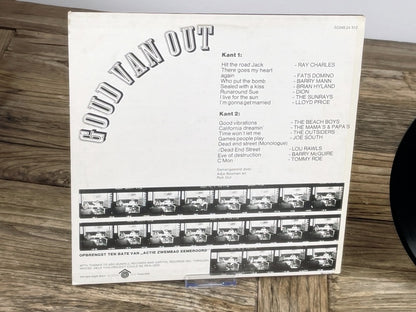 GOUD VAN OUT
Kant 1:
Hit the road Jack - RAY CHARLES
There goes my heart
again - FATS DOMINO
Who put the bomb - BARRY MANN
Sealed with a kiss - BRIAN HYLAND
Runaround Sue - DION
I live for the sun - THE SUNRAYS
I m gonna get married - LLOYD PRICE
Kant 2:
Good vibrations - THE BEACH BOYS
California dreamin' - THE MAMA'S & PAPA'S
Time won't let me - THE OUTSIDERS
Games people play - JOE SOUTH
Dead end street (Monologue)
/Dead End Street - LOU RAWLS
Eve of destruction - BARRY McGUIRE
C'Mon - TOMMY ROE
Samengesteld door:
OPBRENGST TEN BATE VAN „ACTIE ZWEMBAD EEMEROORD"